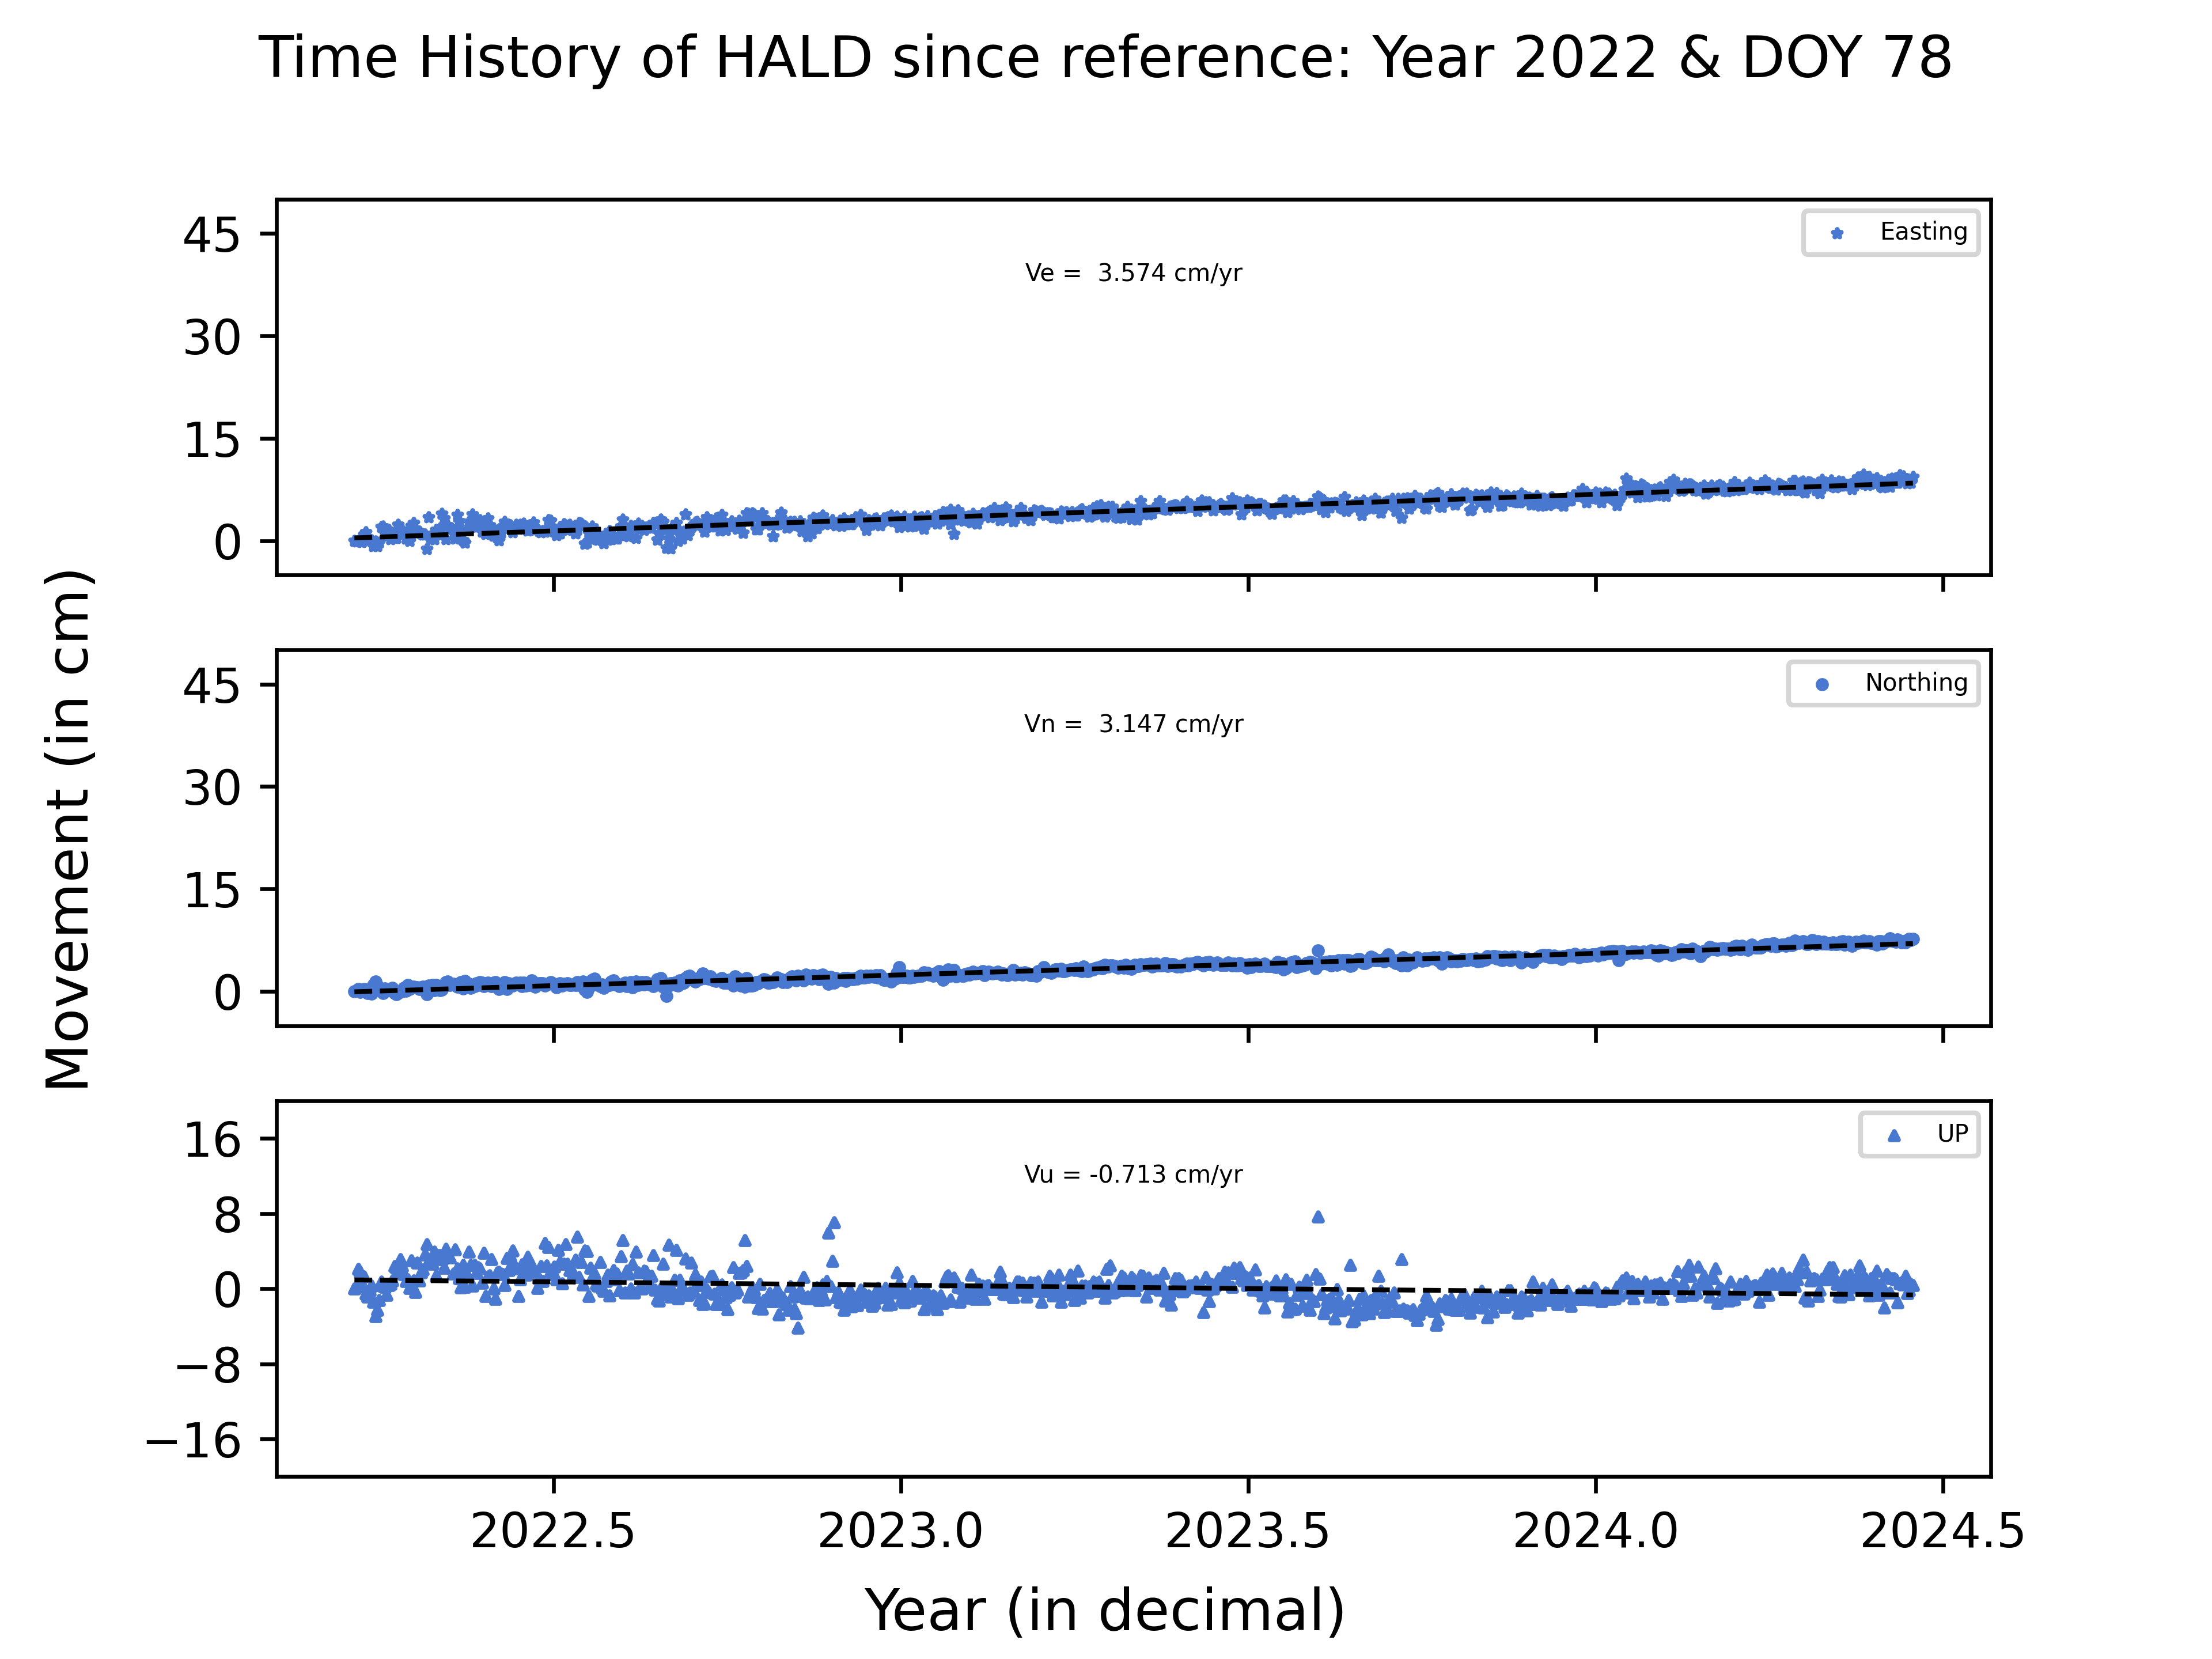 Time History of HALD since reference: Year 2022 & DOY 78
45
30
15
0
Easting
Ve =  3.574 cm/yr
45
30
15
0
Northing
Vn =  3.147 cm/yr
Movement (in cm)
16
8
0
−8
−16
UP
Vu = -0.713 cm/yr
2022.5
2023.0
2023.5
2024.0
2024.5
Year (in decimal)